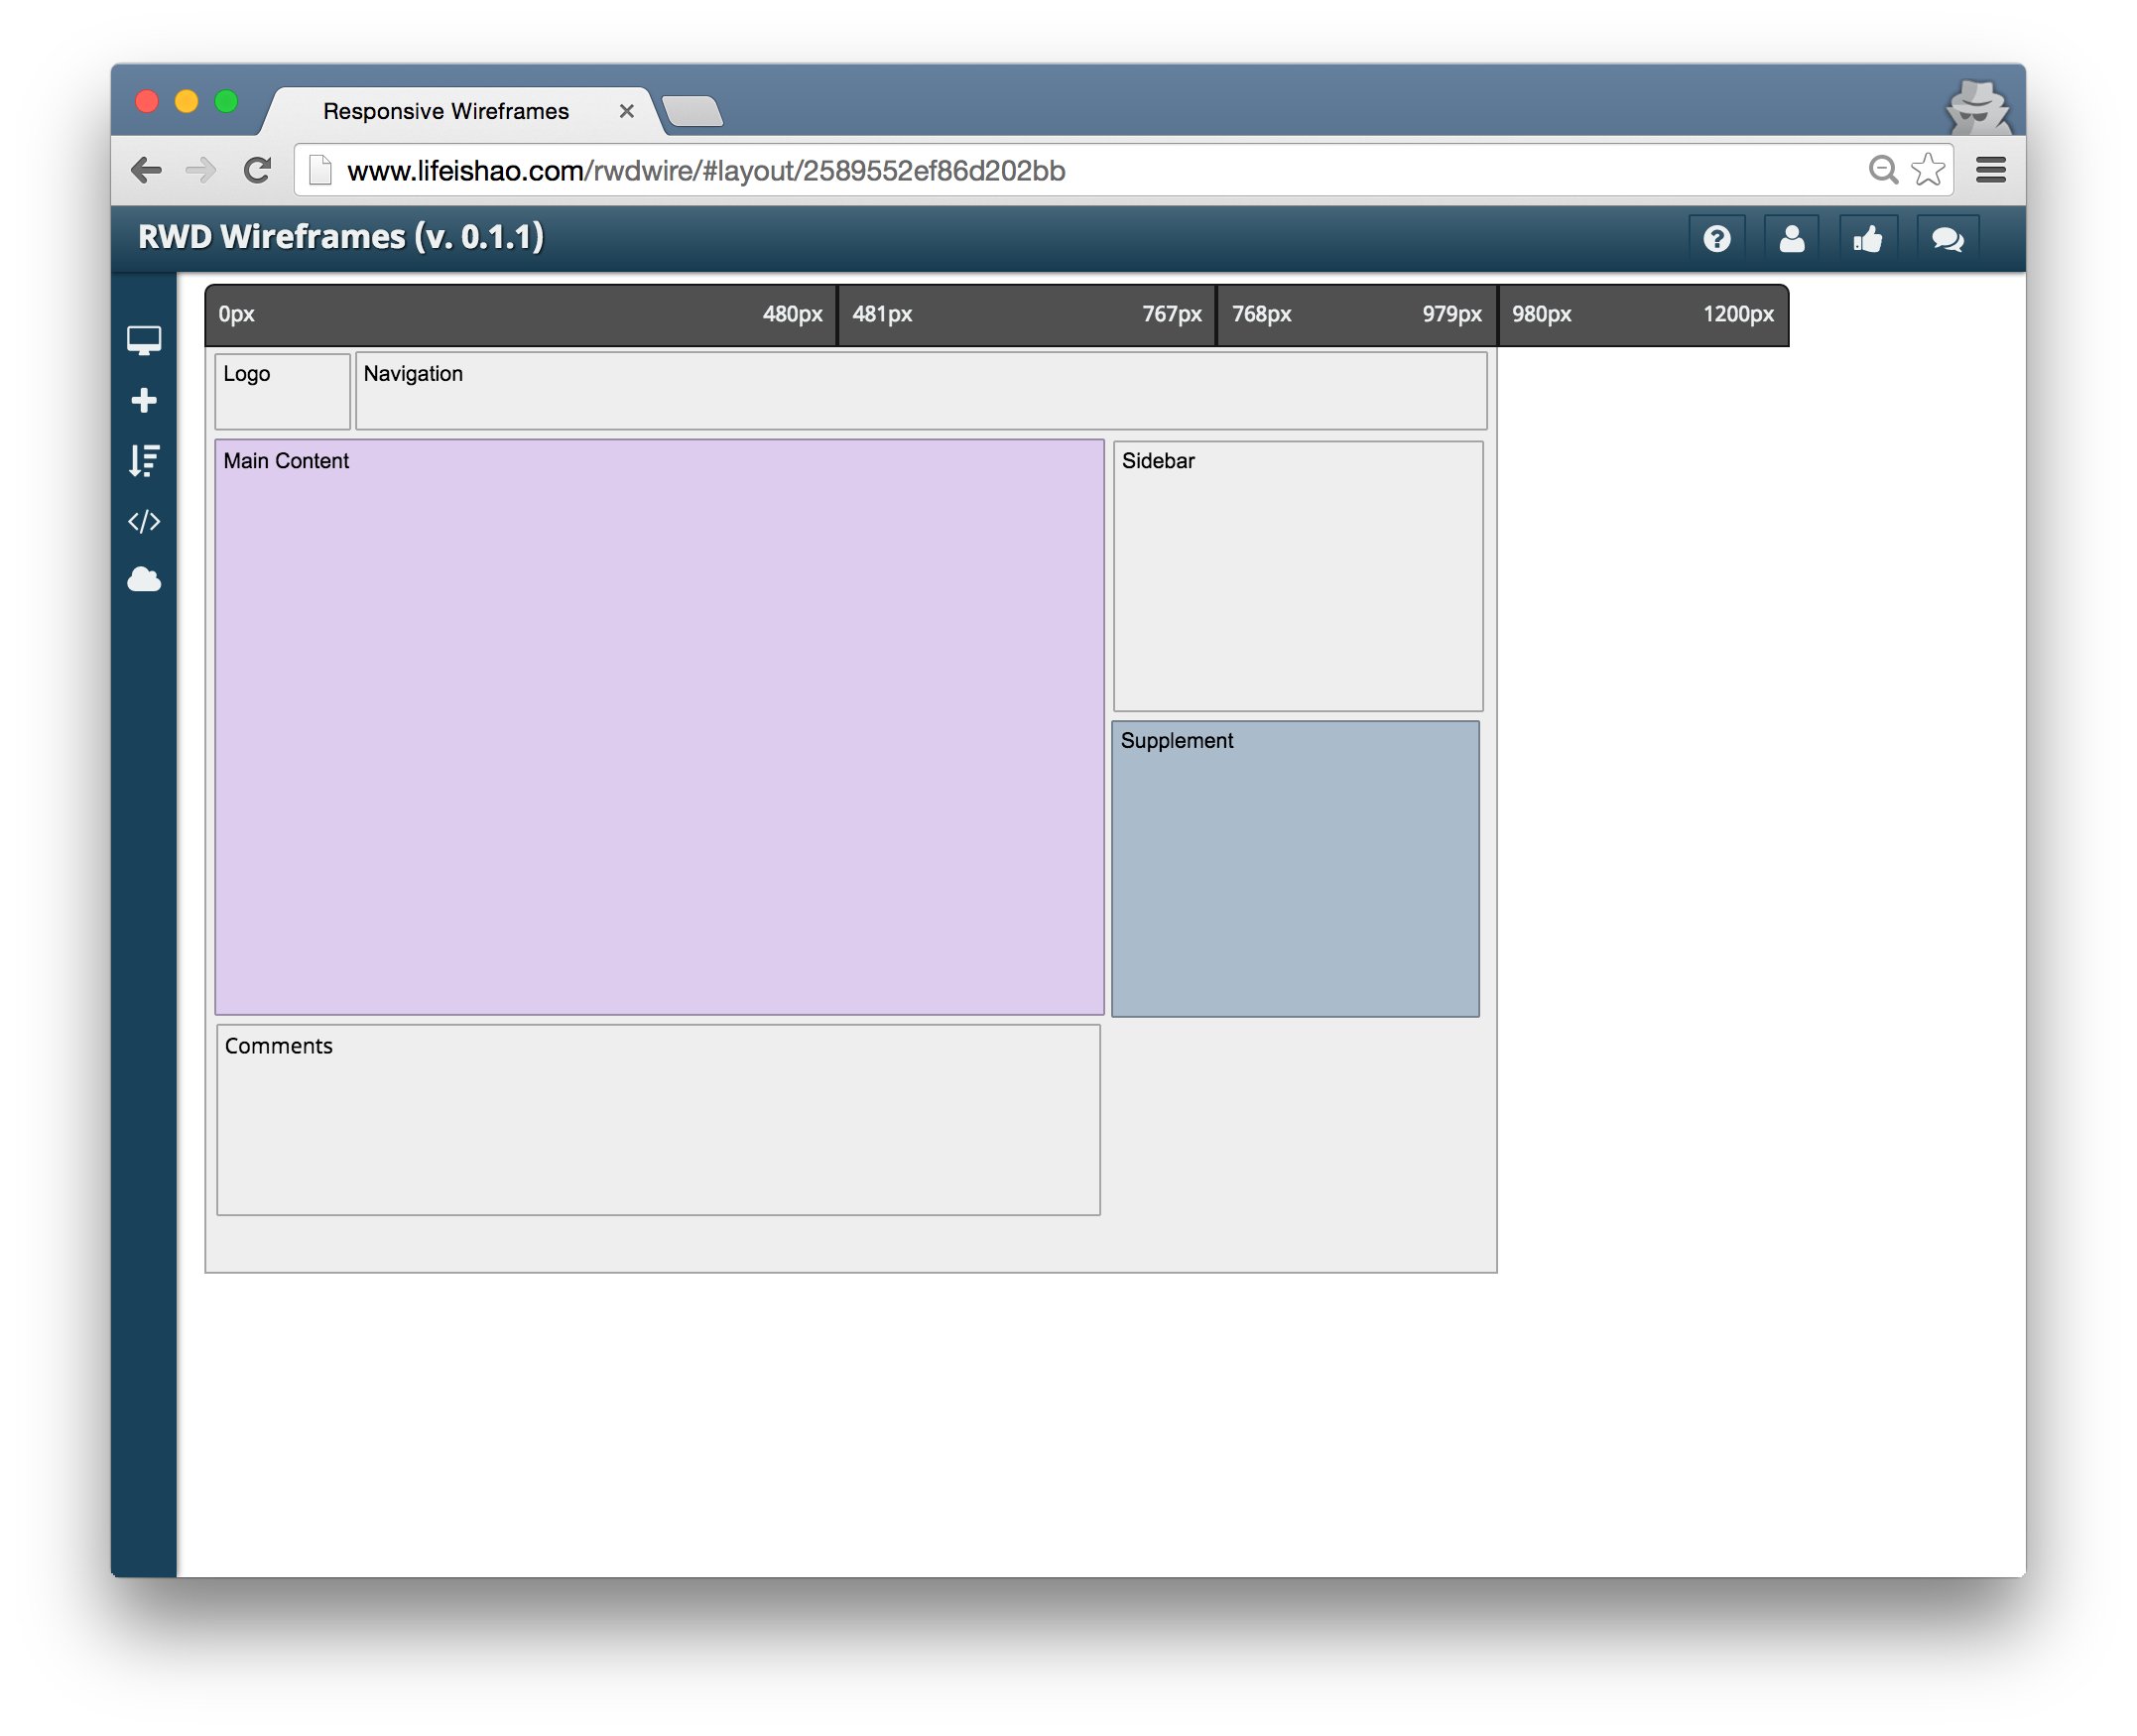 Responsive Wireframes
www.lifeishao.com/rwdwire/#layout/2589552ef86d202bb
RWD Wireframes (v. 0.1.1)
0px 480px 481px 767px 768px 979px 980px 1200px
Logo Navigation
Main Content Sidebar
Supplement
Comments